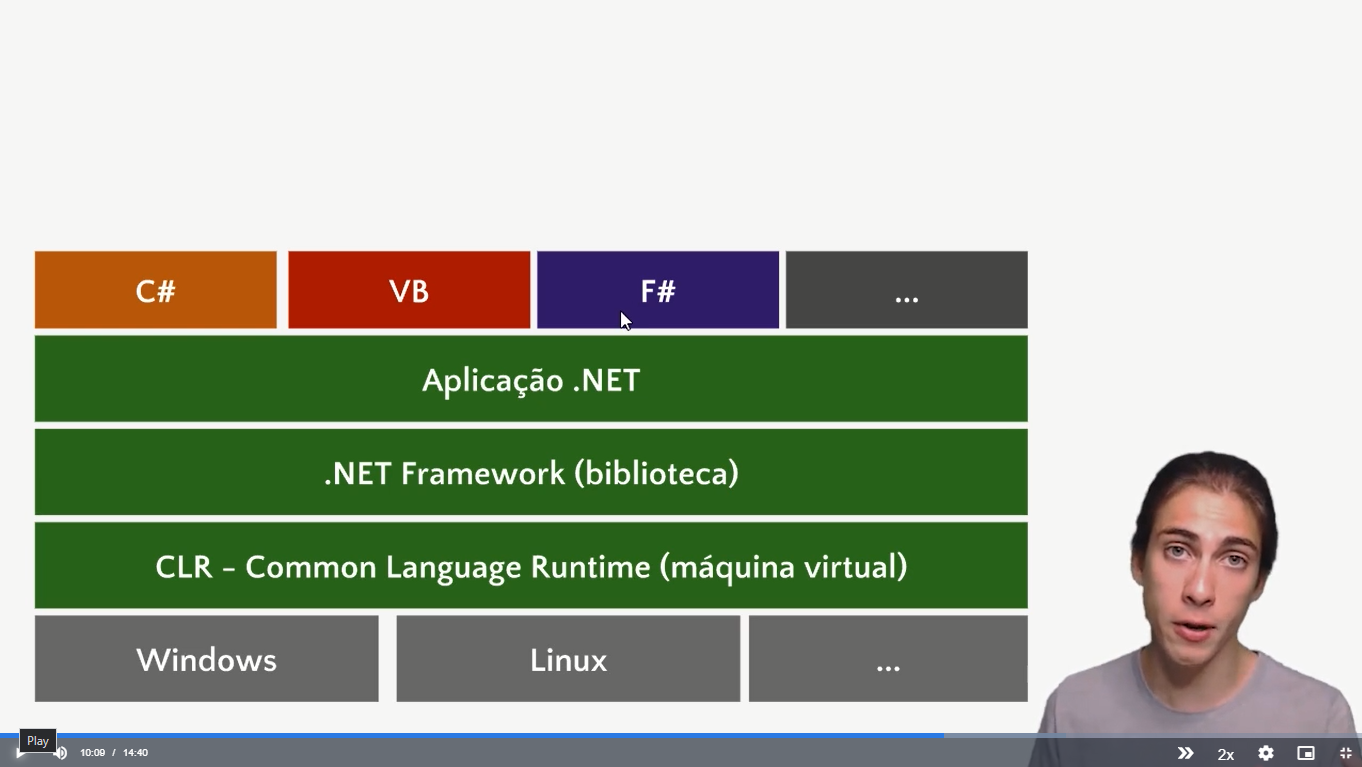 C#
VB
F#
...
Aplicação .NET
.NET Framework (biblioteca)
CLR – Common Language Runtime (máquina virtual)
Windows
Linux
...
Play
10:09 / 14:40
2x